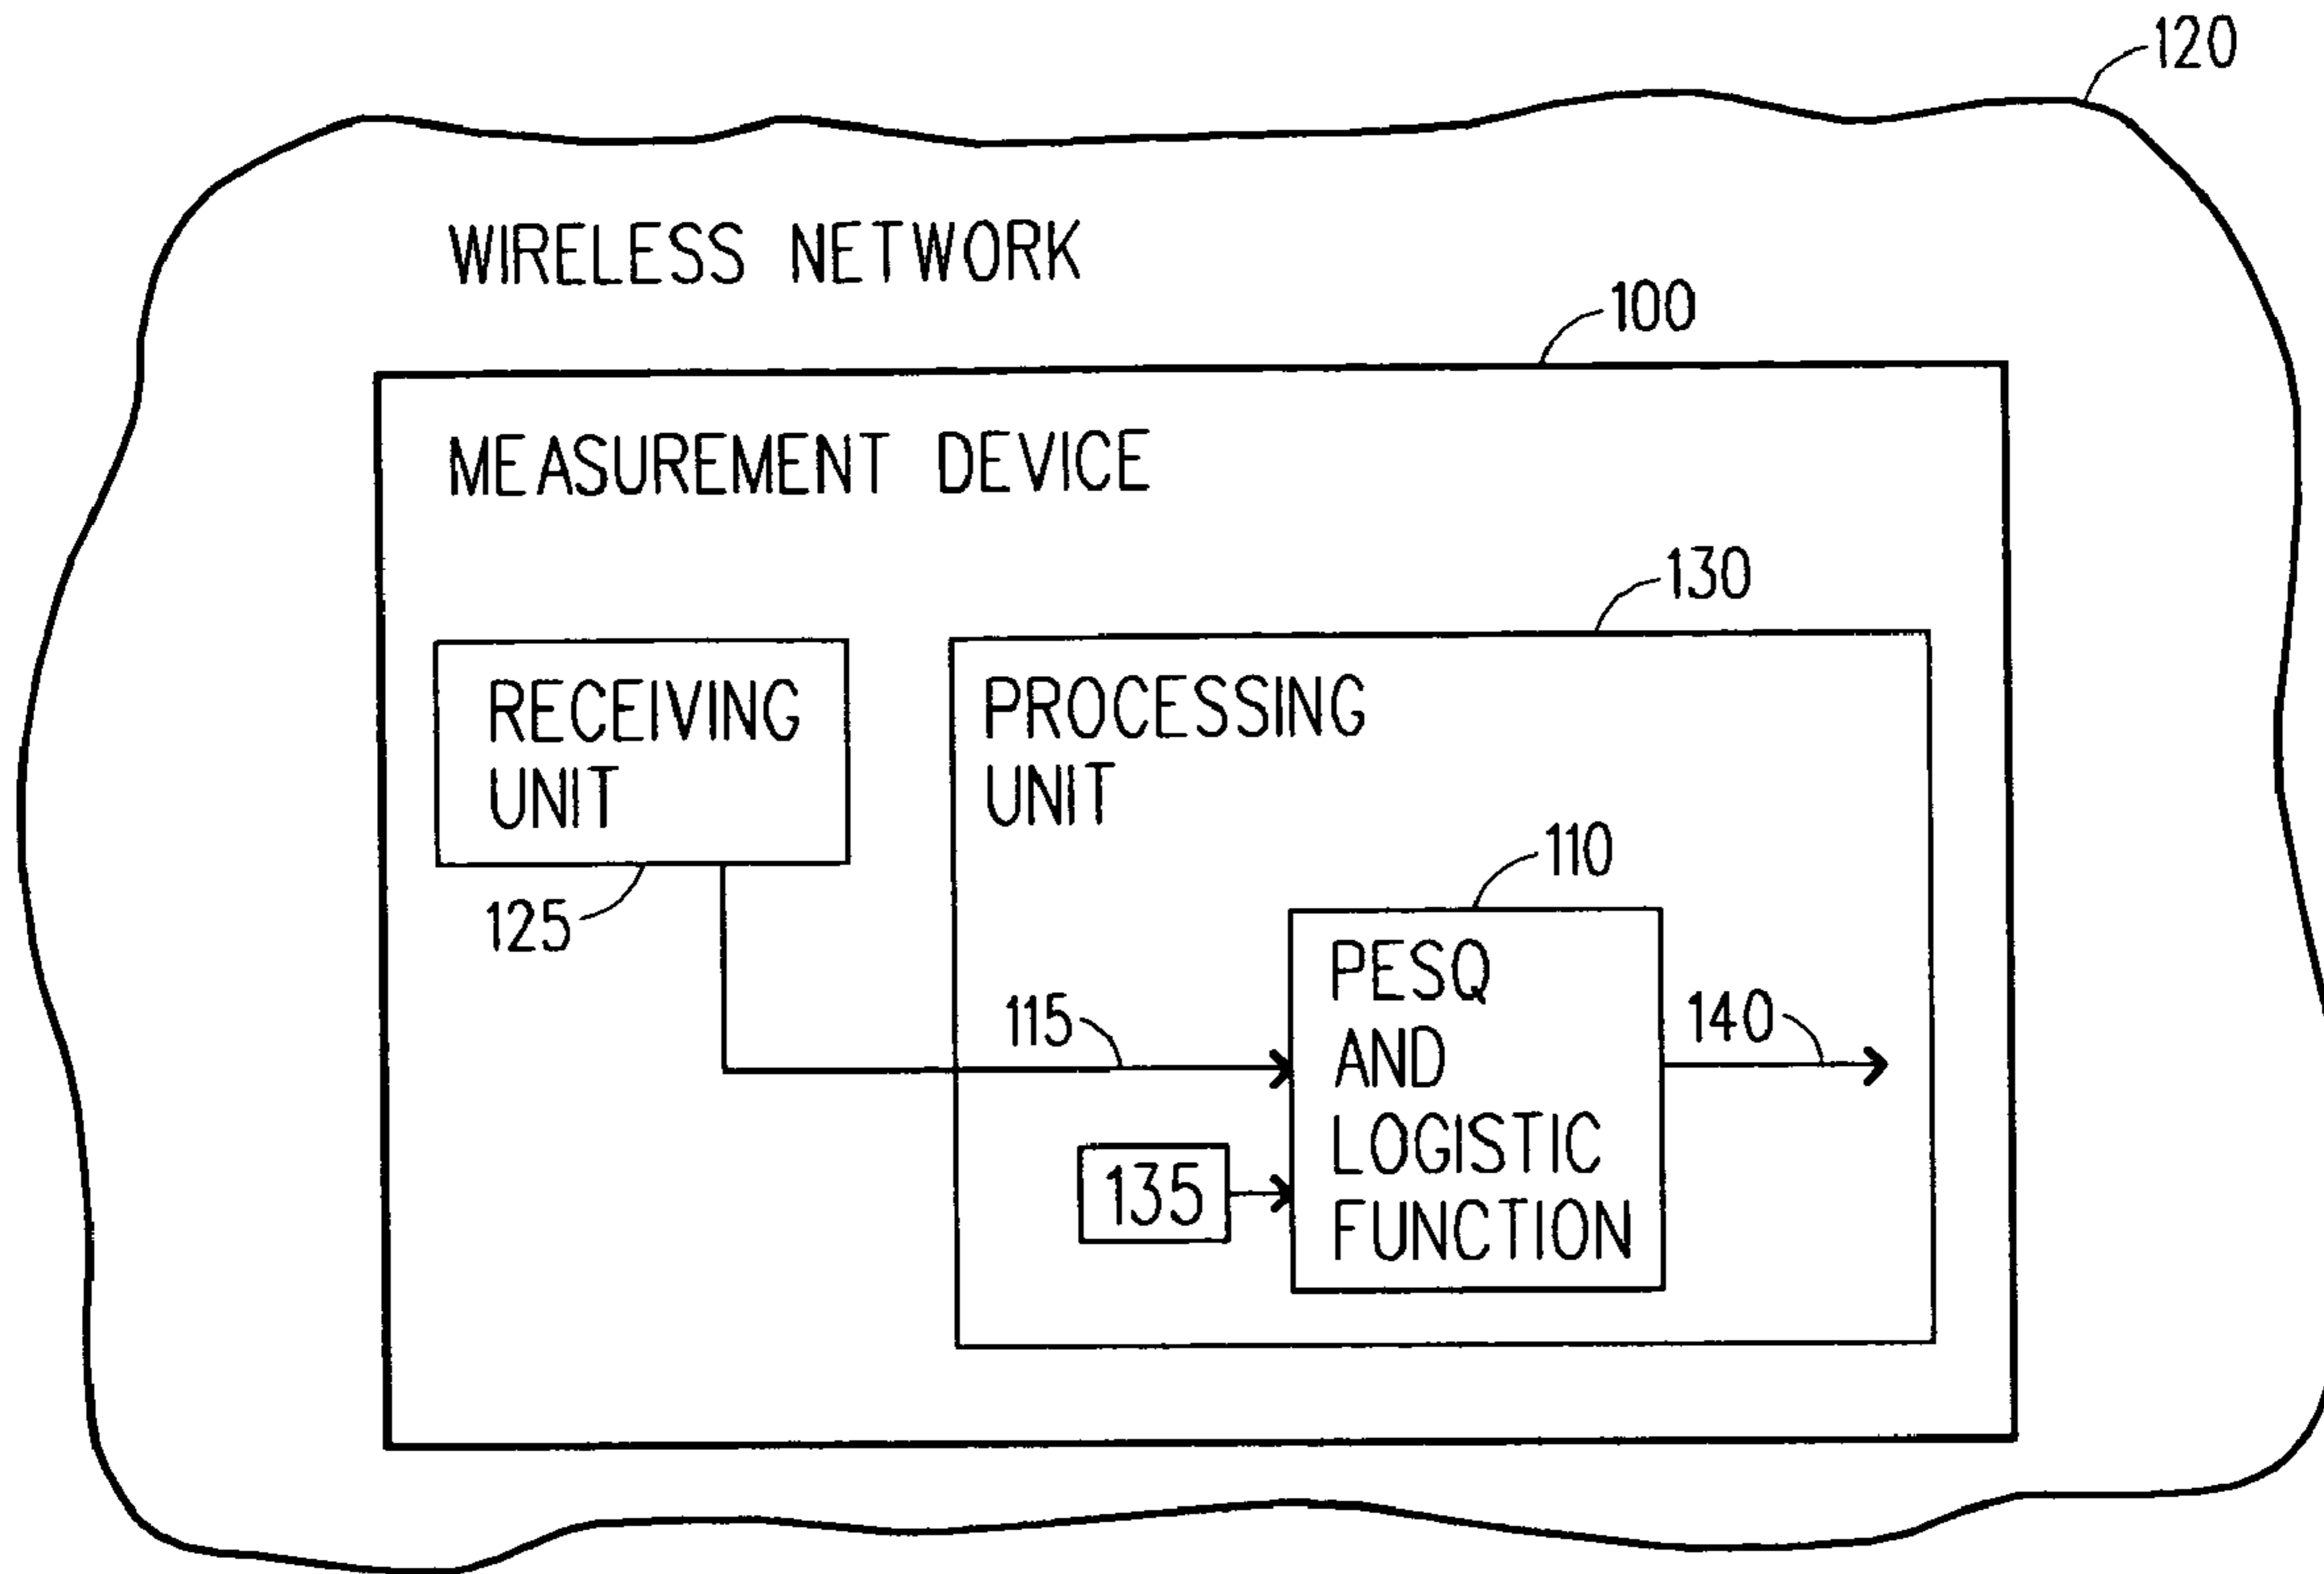 120
WIRELESS NETWORK
100
MEASUREMENT DEVICE
130
RECEIVING
UNIT
125
PROCESSING
UNIT
110
PESQ
AND
LOGISTIC
FUNCTION
115
140
135